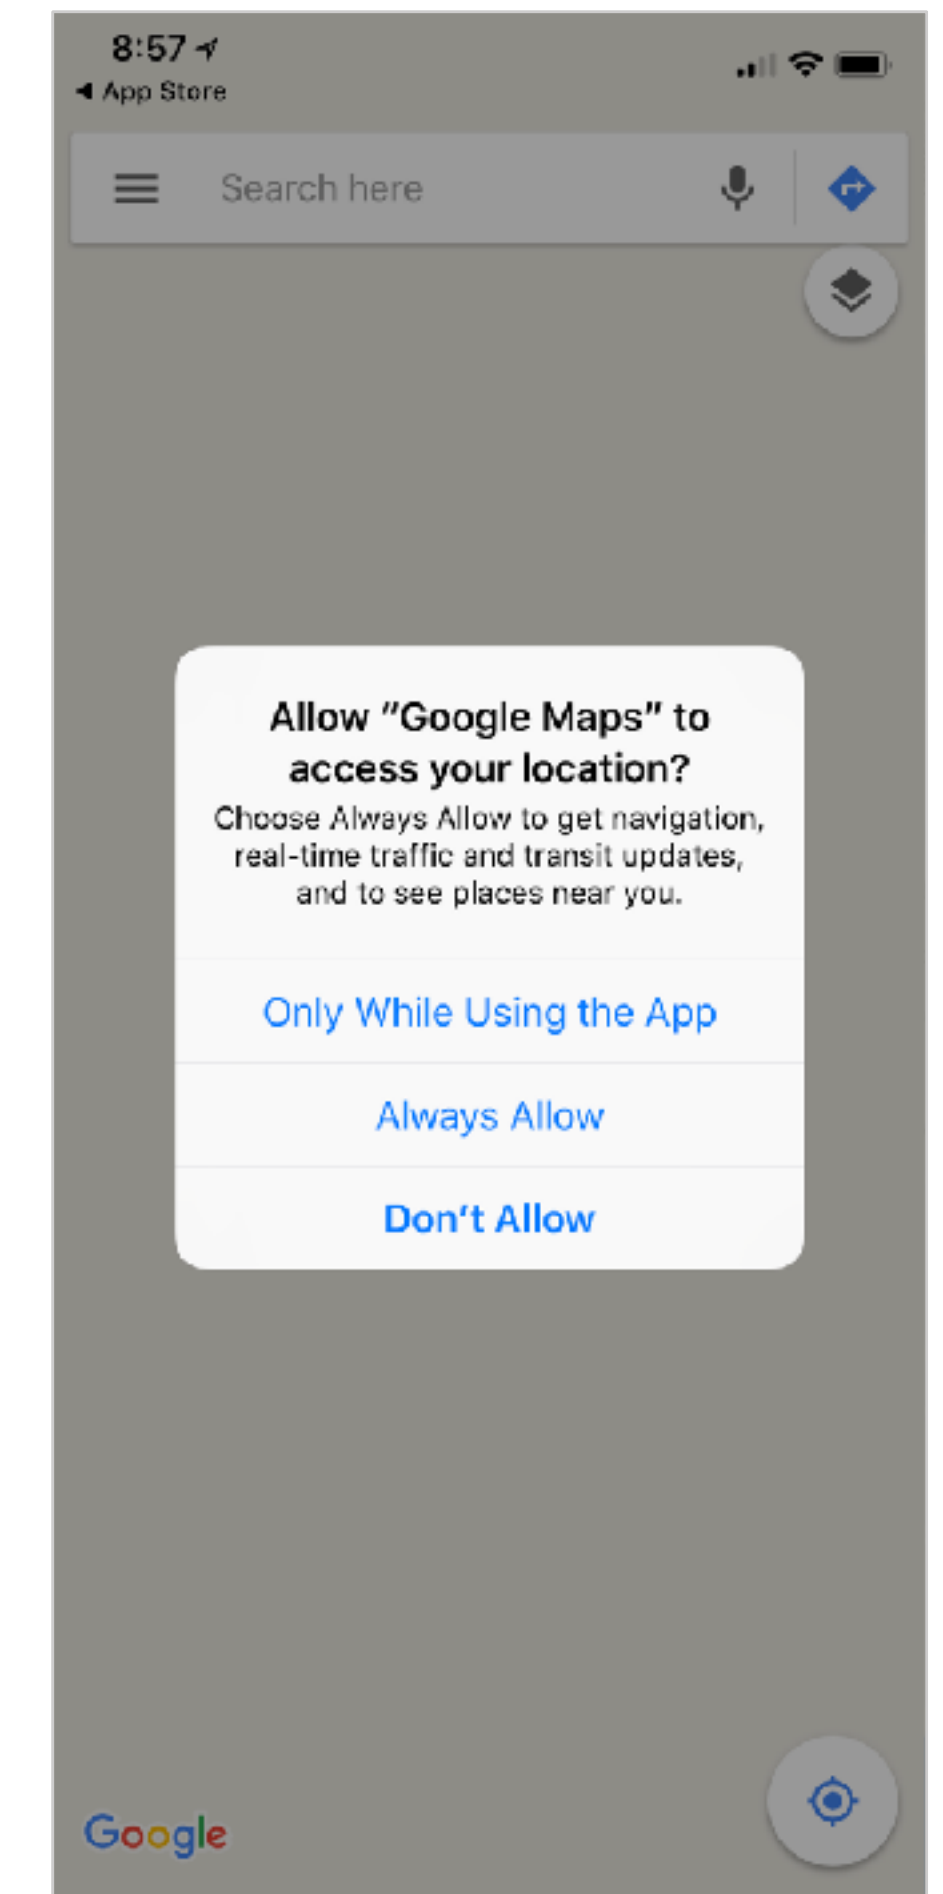 8:57
App Store
Search here
Allow “Google Maps” to
access your location?
Choose Always Allow to get navigation,
real-time traffic and transit updates,
and to see places near you.
Only While Using the App
Always Allow
Don’t Allow
Google